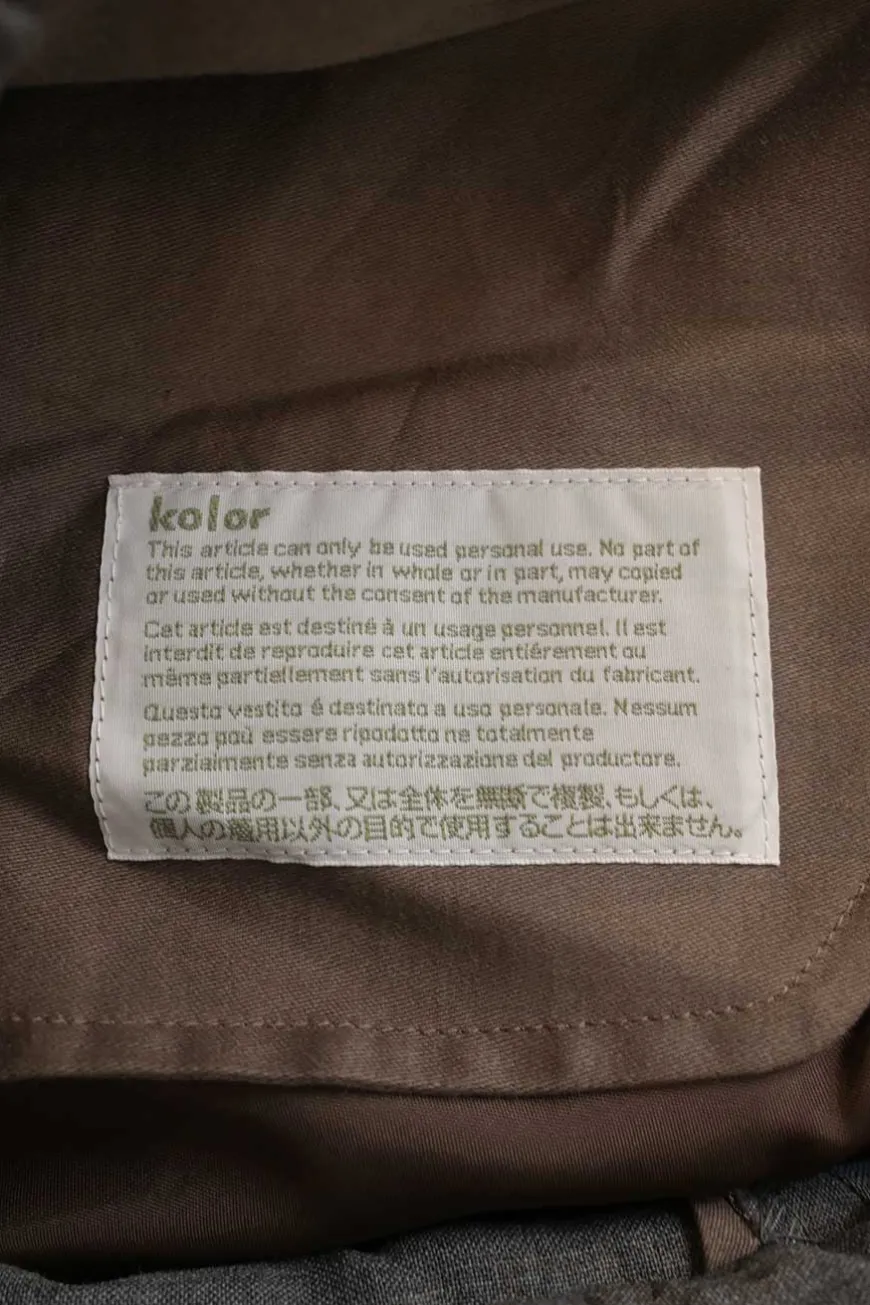 kolor
This article can only be used personal use. No part of
this article, whether in whole or in part, may copied
or used without the consent of the manufacturer.
Cet article est destiné à un usage personnel. Il est
interdit de reproduire cet article entiérement ou
même partiellement sans l'autorisation du fabricant.
Questo vestito é destinato a uso personale. Nessum
pezzo poù essere ripodotto ne totalmente
parzialmente senza autorizzazione del productore.
この製品の一部、又は全体を無断で複製、もしくは、
個人の着用以外の目的で使用することは出来ません。